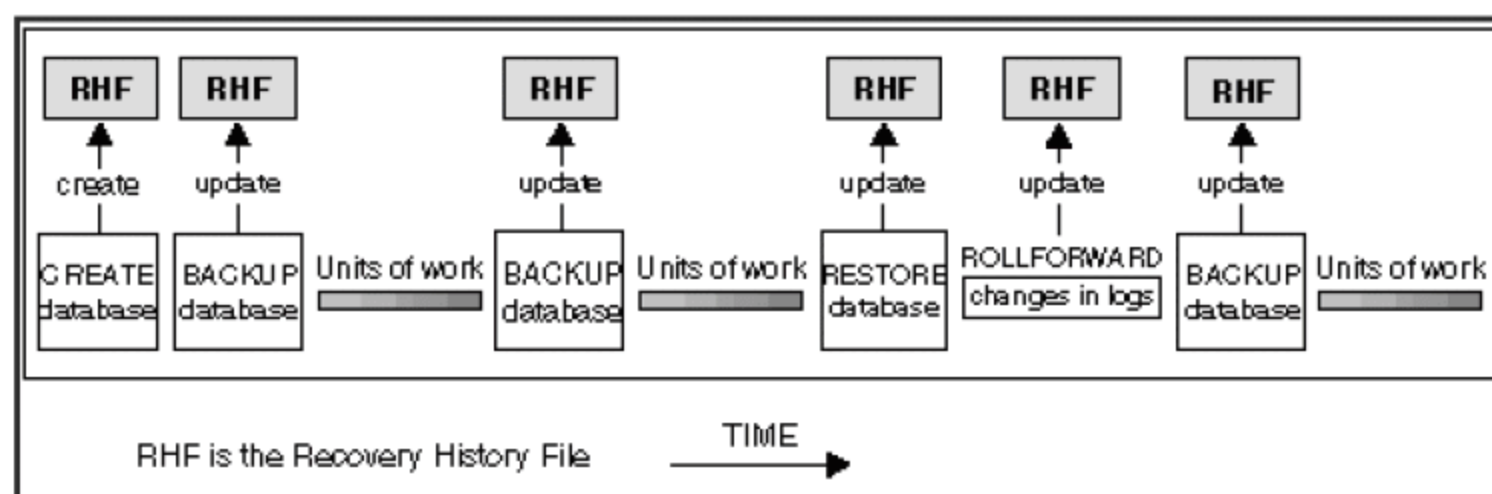 RHF RHF RHF RHF RHF RHF
create update update update update update
CREATE
database
BACKUP
database
Units of work
BACKUP
database
Units of work
RESTORE
database
ROLLFORWARD
changes in logs
BACKUP
database
Units of work
RHF is the Recovery History File
TIME